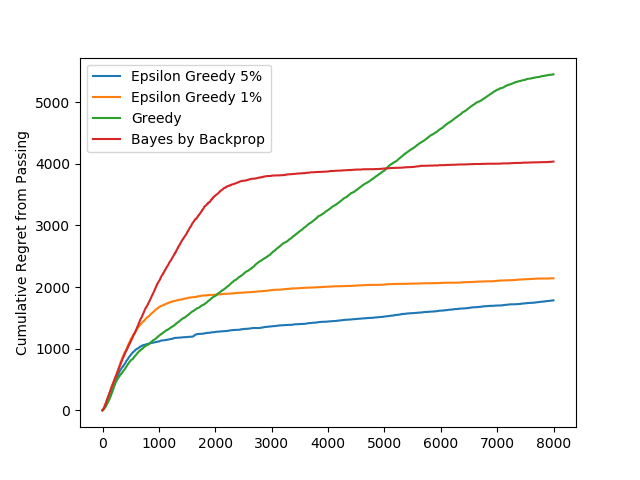 Epsilon Greedy 5%
Epsilon Greedy 1%
Greedy
Bayes by Backprop
Cumulative Regret from Passing
5000
4000
3000
2000
1000
0
0 1000 2000 3000 4000 5000 6000 7000 8000